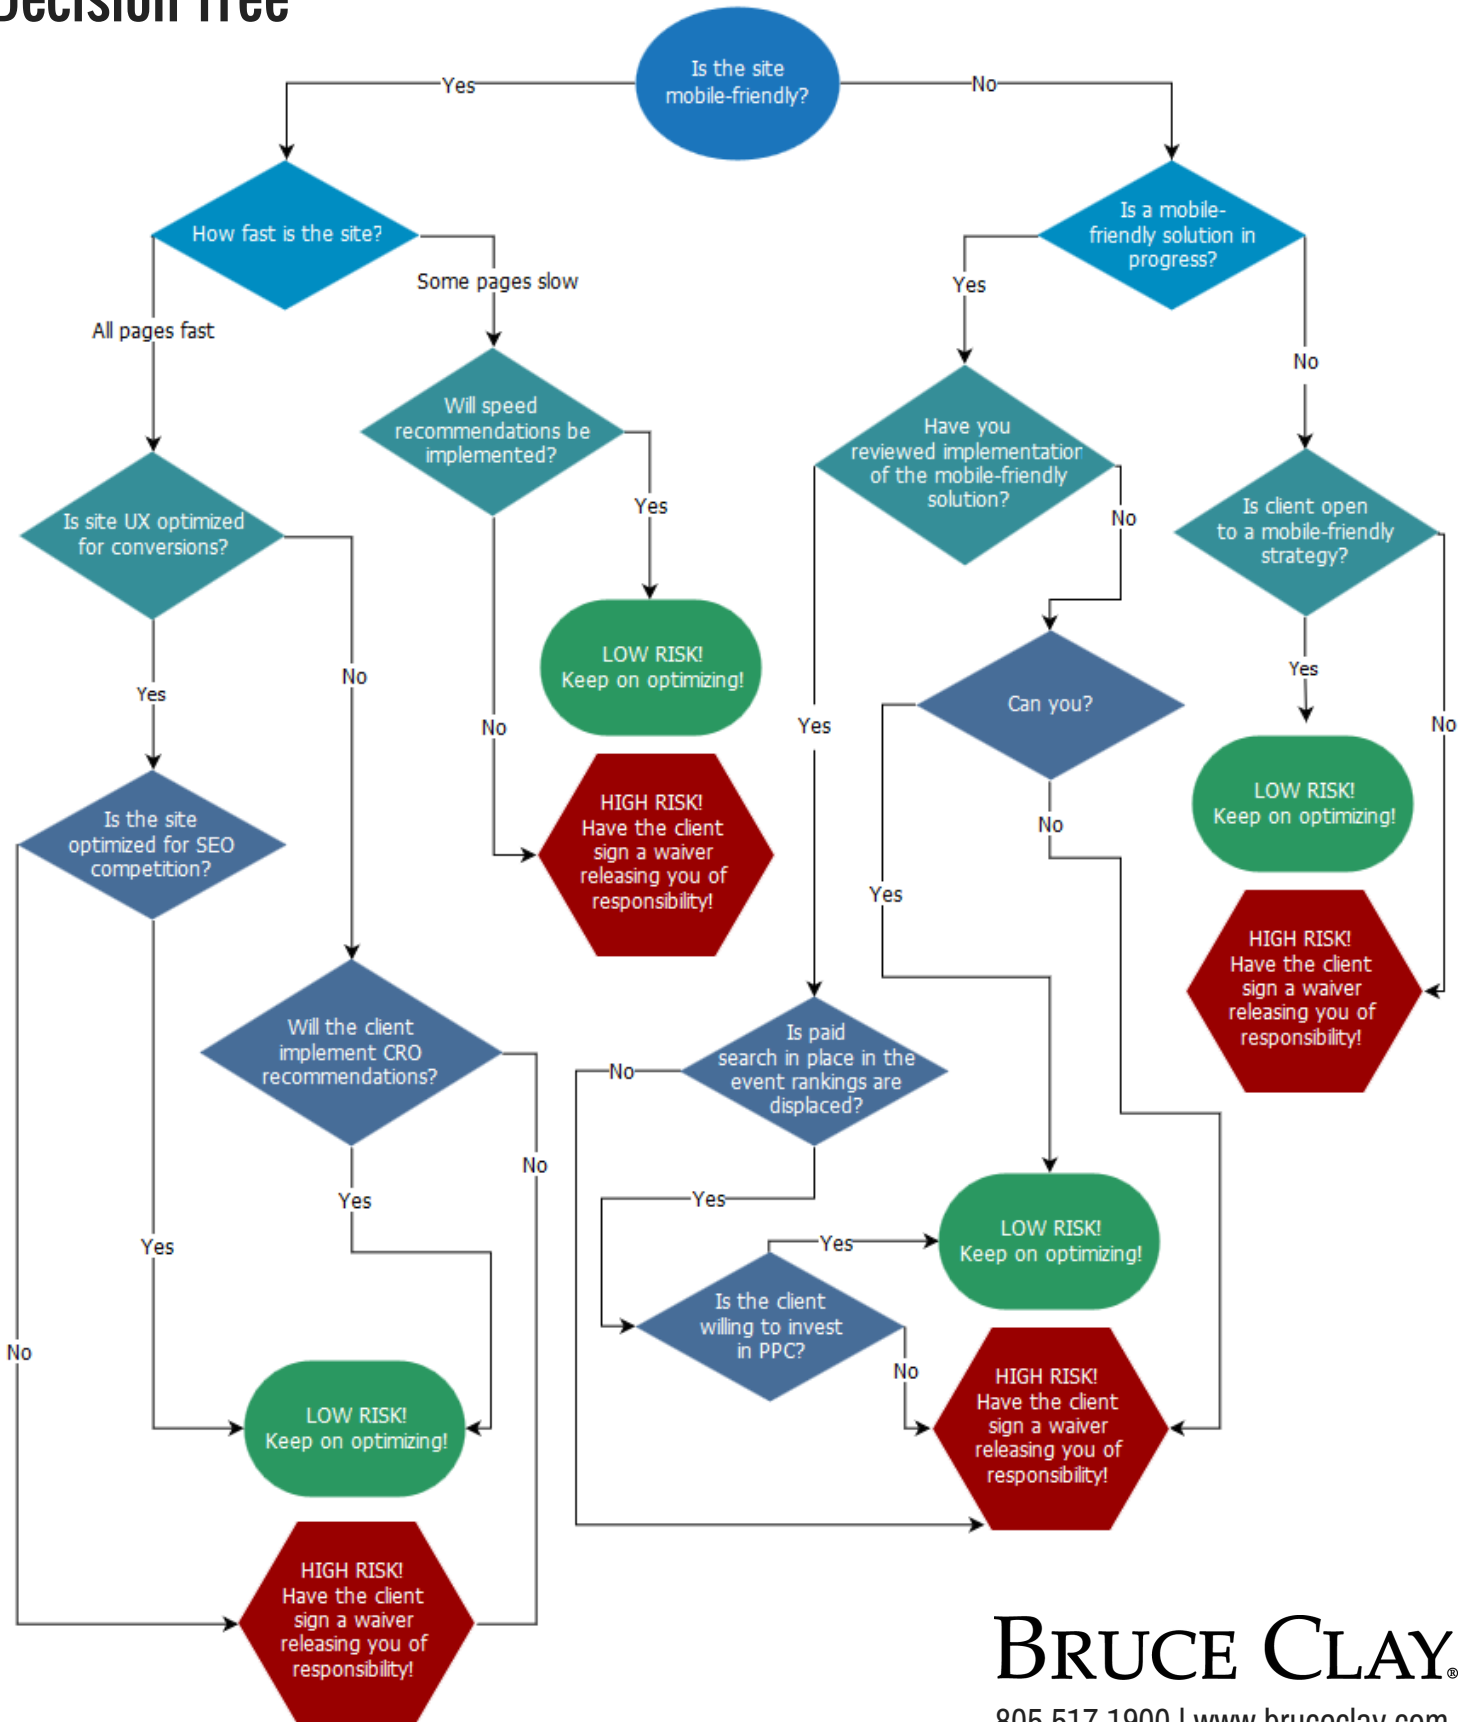 Decision Tree
Is the site
mobile-friendly?
Yes
No
How fast is the site?
Is a mobile-
friendly solution in
progress?
Some pages slow
Yes
All pages fast
No
Will speed
recommendations be
implemented?
Have you
reviewed implementation
of the mobile-friendly
solution?
Is site UX optimized
for conversions?
Yes
No
Is client open
to a mobile-friendly
strategy?
LOW RISK!
Keep on optimizing!
Yes
No
No
Yes
Can you?
Yes
No
No
Is the site
optimized for SEO
competition?
HIGH RISK!
Have the client
sign a waiver
releasing you of
responsibility!
LOW RISK!
Keep on optimizing!
No
Yes
HIGH RISK!
Have the client
sign a waiver
releasing you of
responsibility!
Will the client
implement CRO
recommendations?
Is paid
search in place in the
event rankings are
displaced?
No
No
Yes
Yes
Yes
Yes
LOW RISK!
Keep on optimizing!
Is the client
willing to invest
in PPC?
No
No
HIGH RISK!
Have the client
sign a waiver
releasing you of
responsibility!
LOW RISK!
Keep on optimizing!
HIGH RISK!
Have the client
sign a waiver
releasing you of
responsibility!
BRUCE CLAY®
805.517.1900 | www.bruceclay.com